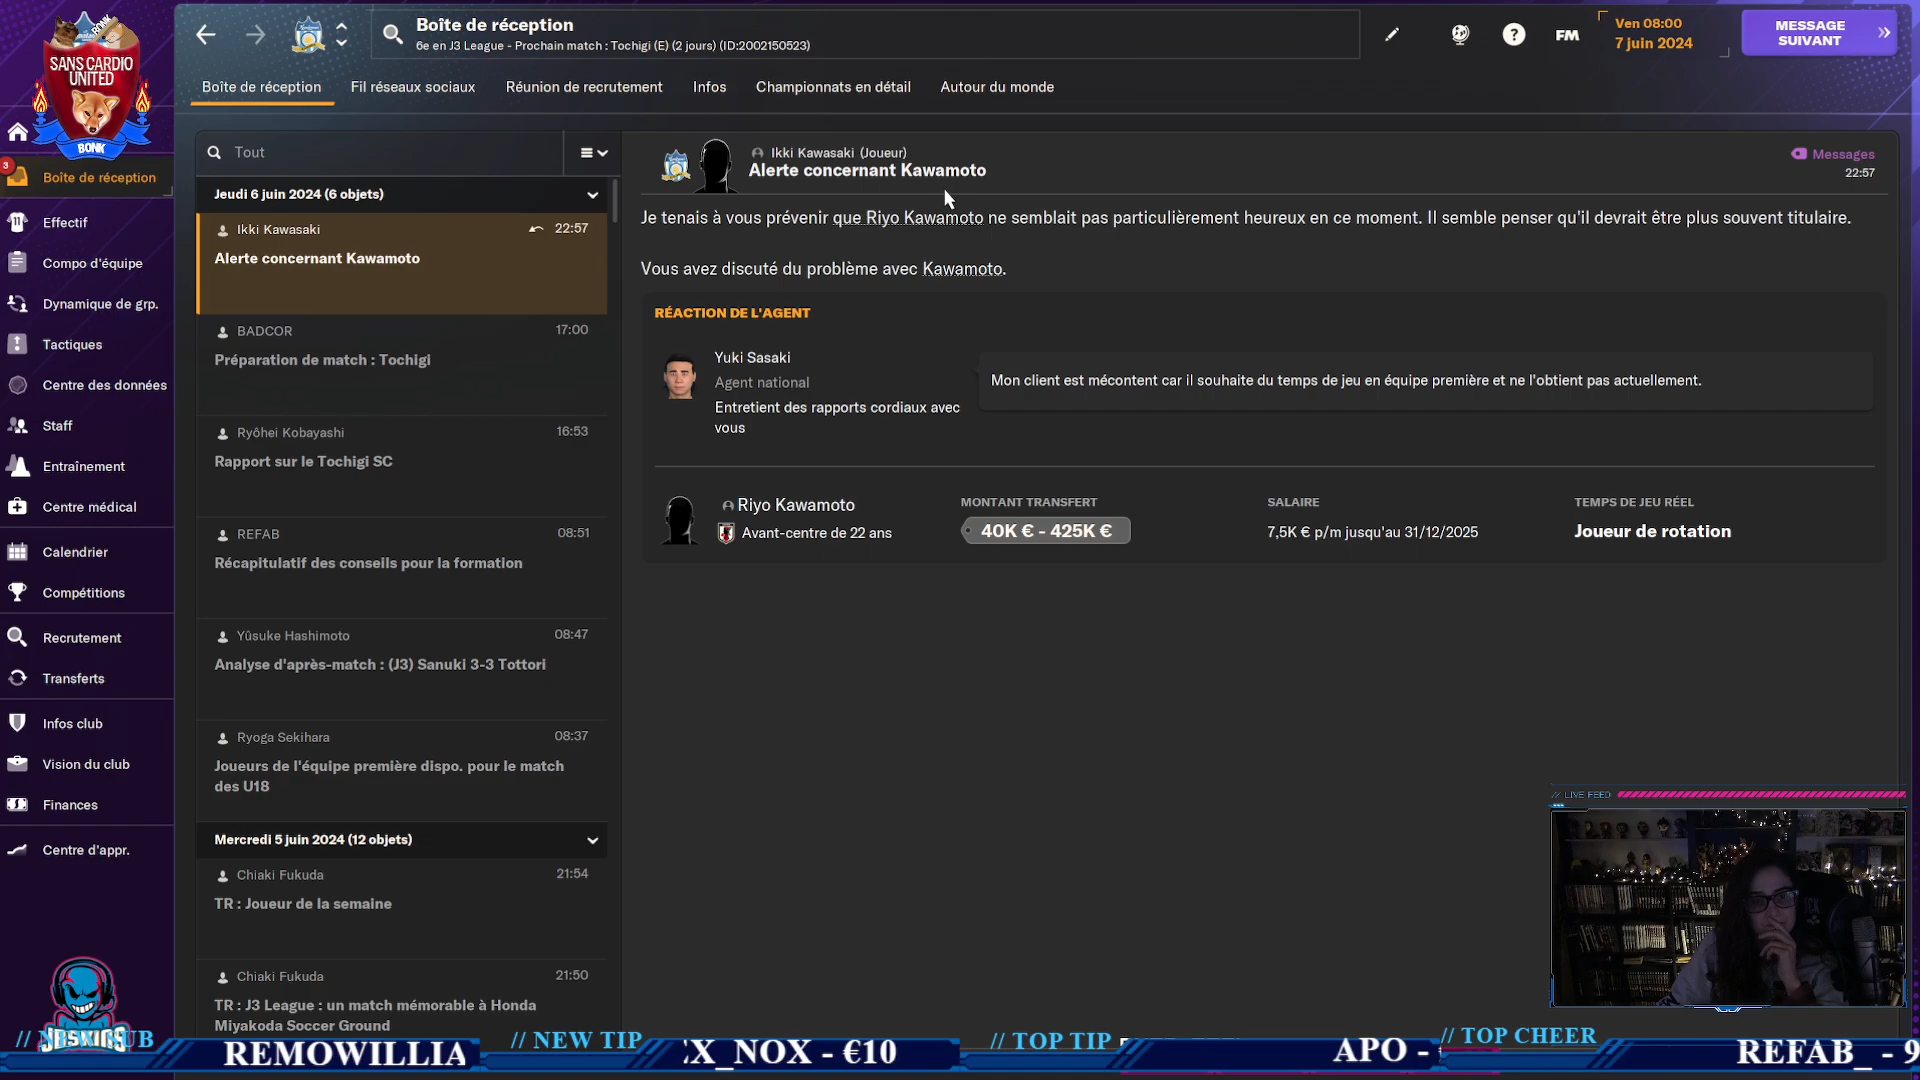 SANS CARDIO
UNITED
BONK
Boîte de réception
6e en J3 League - Prochain match : Tochigi (E) (2 jours) (ID:2002150523)
FM
Ven 08:00
7 juin 2024
MESSAGE
SUIVANT
Boîte de réception
Fil réseaux sociaux
Réunion de recrutement
Infos
Championnats en détail
Autour du monde
3
Boîte de réception
Effectif
Compo d'équipe
Dynamique de grp.
Tactiques
Centre des données
Staff
Entraînement
Centre médical
Calendrier
Compétitions
Recrutement
Transferts
Infos club
Vision du club
Finances
Centre d'appr.
Tout
Jeudi 6 juin 2024 (6 objets)
Ikki Kawasaki
22:57
Alerte concernant Kawamoto
BADCOR
17:00
Préparation de match : Tochigi
Ryôhei Kobayashi
16:53
Rapport sur le Tochigi SC
REFAB
08:51
Récapitulatif des conseils pour la formation
Yûsuke Hashimoto
08:47
Analyse d'après-match : (J3) Sanuki 3-3 Tottori
Ryoga Sekihara
08:37
Joueurs de l'équipe première dispo. pour le match
des U18
Mercredi 5 juin 2024 (12 objets)
Chiaki Fukuda
21:54
TR : Joueur de la semaine
Chiaki Fukuda
21:50
TR : J3 League : un match mémorable à Honda
Miyakoda Soccer Ground
Ikki Kawasaki (Joueur)
Alerte concernant Kawamoto
Messages
22:57
Je tenais à vous prévenir que Riyo Kawamoto ne semblait pas particulièrement heureux en ce moment. Il semble penser qu'il devrait être plus souvent titulaire.
Vous avez discuté du problème avec Kawamoto.
RÉACTION DE L'AGENT
Yuki Sasaki
Agent national
Entretient des rapports cordiaux avec
vous
Mon client est mécontent car il souhaite du temps de jeu en équipe première et ne l'obtient pas actuellement.
Riyo Kawamoto
Avant-centre de 22 ans
MONTANT TRANSFERT
40K € - 425K €
SALAIRE
7,5K € p/m jusqu'au 31/12/2025
TEMPS DE JEU RÉEL
Joueur de rotation
// LIVE FEED
// NEW SUB
REMOWILLIA
// NEW TIP
X_NOX - €10
// TOP TIP
APO -
// TOP CHEER
REFAB_ - 9